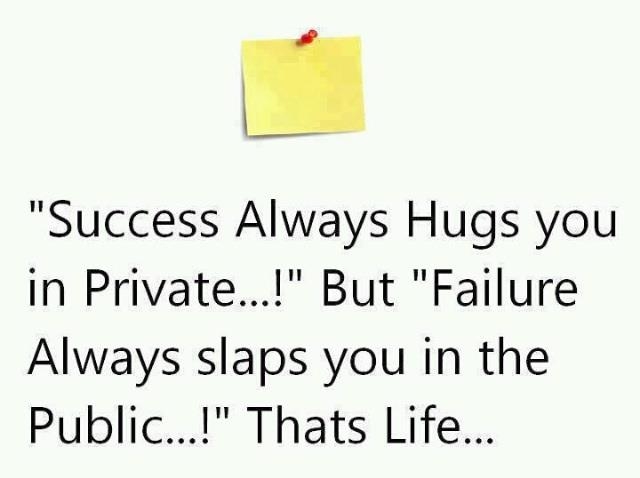 "Success Always Hugs you
in Private...!" But "Failure
Always slaps you in the
Public...!" Thats Life...